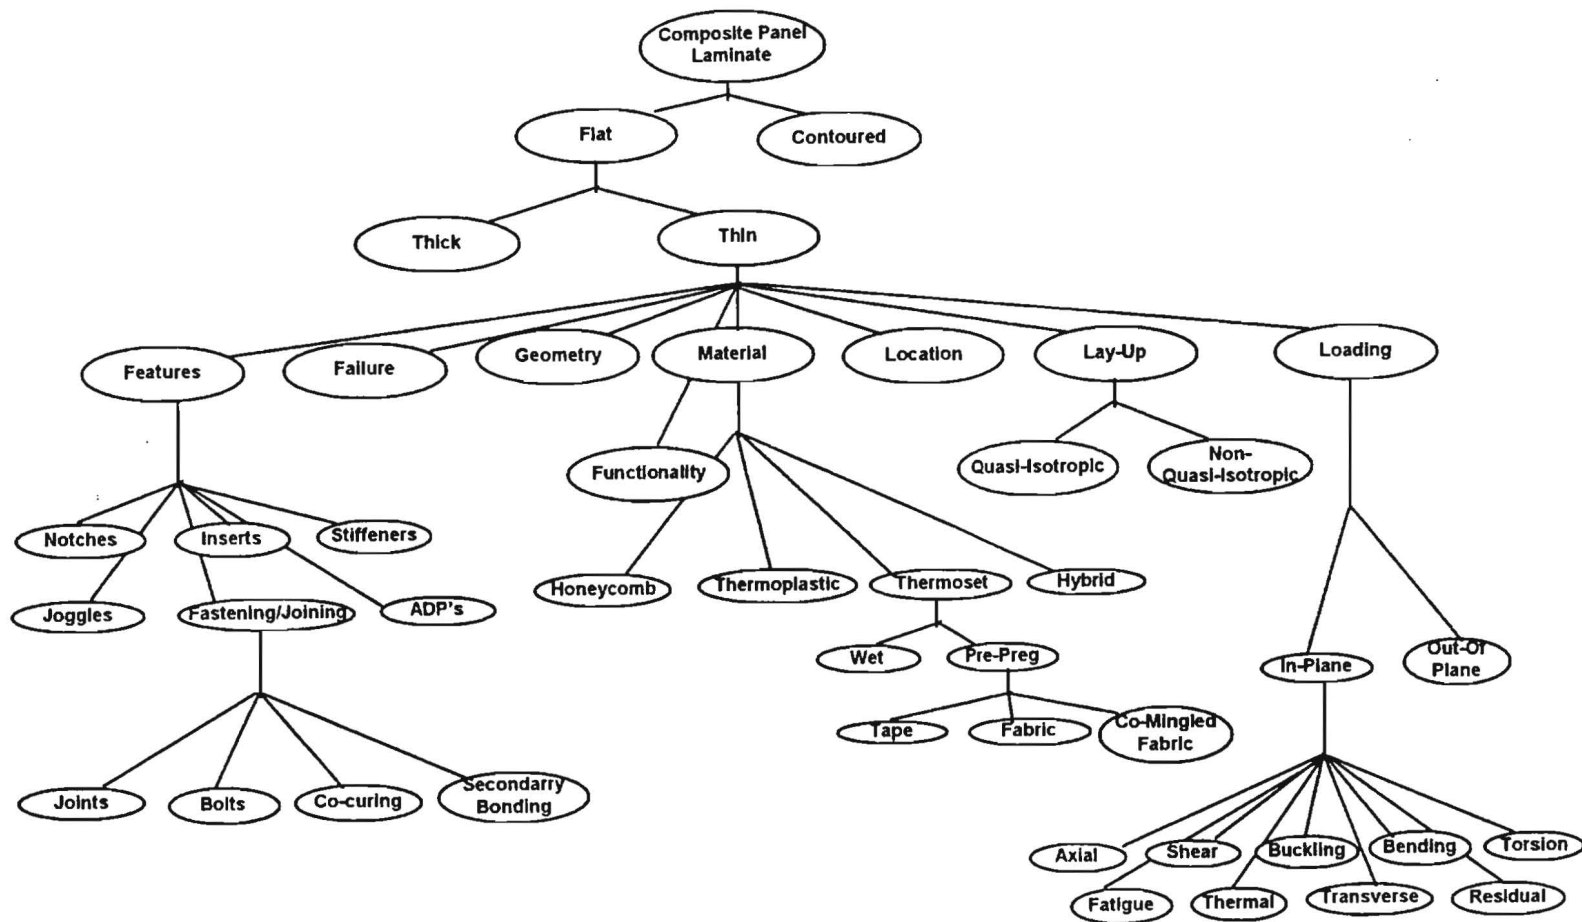 Composite Panel
Laminate
Flat
Contoured
Thick
Thin
Features
Failure
Geometry
Material
Location
Lay-Up
Loading
Functionality
Quasi-Isotropic
Non-
Quasi-Isotropic
Notches
Inserts
Stiffeners
Joggles
Fastening/Joining
ADP's
Honeycomb
Thermoplastic
Thermoset
Hybrid
Wet
Pre-Preg
In-Plane
Out-Of
Plane
Tape
Fabric
Co-Mingled
Fabric
Joints
Bolts
Co-curing
Secondarry
Bonding
Axial
Shear
Buckling
Bending
Torsion
Fatigue
Thermal
Transverse
Residual